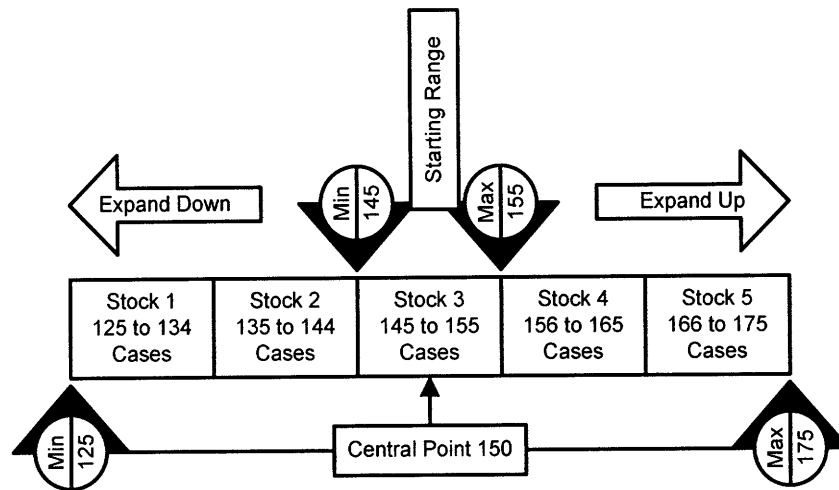 Starting Range
Expand Down
Min
145
Max
155
Expand Up
Stock 1
125 to 134
Cases
Stock 2
135 to 144
Cases
Stock 3
145 to 155
Cases
Stock 4
156 to 165
Cases
Stock 5
166 to 175
Cases
Min
125
Central Point 150
Max
175